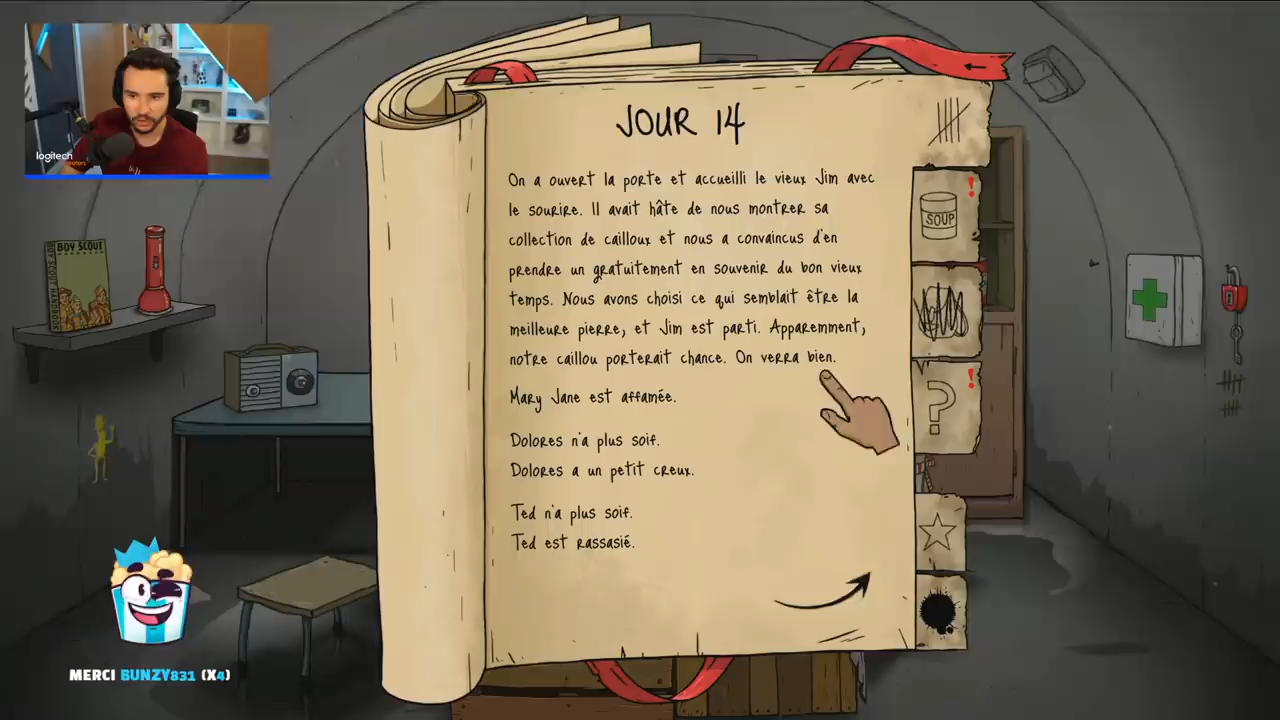 logitech
BOY SCOUT
JOUR 14
On a ouvert la porte et accueilli le vieux Jim avec
le sourire. Il avait hâte de nous montrer sa
collection de cailloux et nous a convaincus d'en
prendre un gratuitement en souvenir du bon vieux
temps. Nous avons choisi ce qui semblait être la
meilleure pierre, et Jim est parti. Apparemment,
notre caillou porterait chance. On verra bien.
Mary Jane est affamée.
Dolores n'a plus soif.
Dolores a un petit creux.
Ted n'a plus soif.
Ted est rassasié.
!
SOUP
!
?
MERCI BUNZY831 (X4)